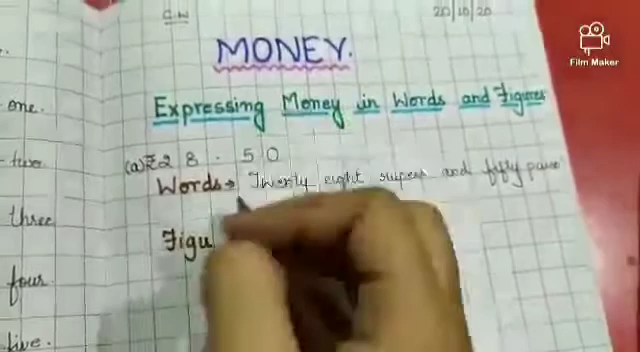 C.W 20/10/20
MONEY.
Expressing Money in Words and Figures
one.
two
(a) ₹ 28.50
Words→ Twenty eight rupees and fifty paise
three
Figu
four
five
Film Maker